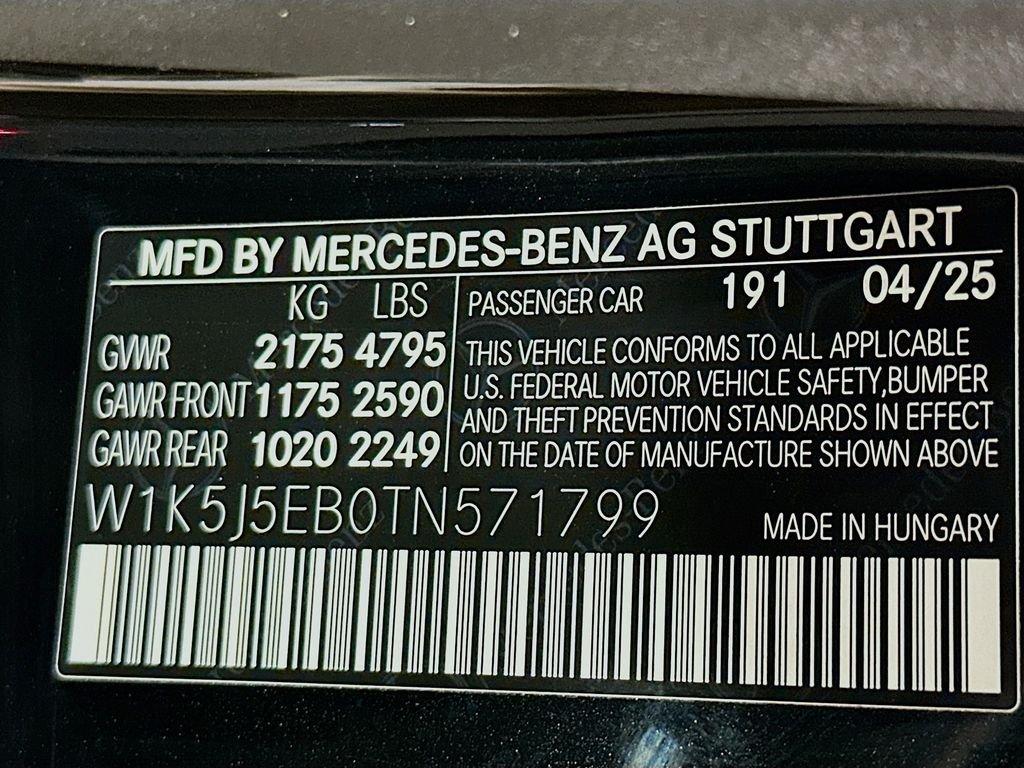 MFD BY MERCEDES-BENZ AG STUTTGART
KG LBS
GVWR 2175 4795
GAWR FRONT 1175 2590
GAWR REAR 1020 2249
PASSENGER CAR 191 04/25
THIS VEHICLE CONFORMS TO ALL APPLICABLE
U.S. FEDERAL MOTOR VEHICLE SAFETY,BUMPER
AND THEFT PREVENTION STANDARDS IN EFFECT
ON THE DATE OF MANUFACTURE SHOWN ABOVE
W1K5J5EB0TN571799
MADE IN HUNGARY